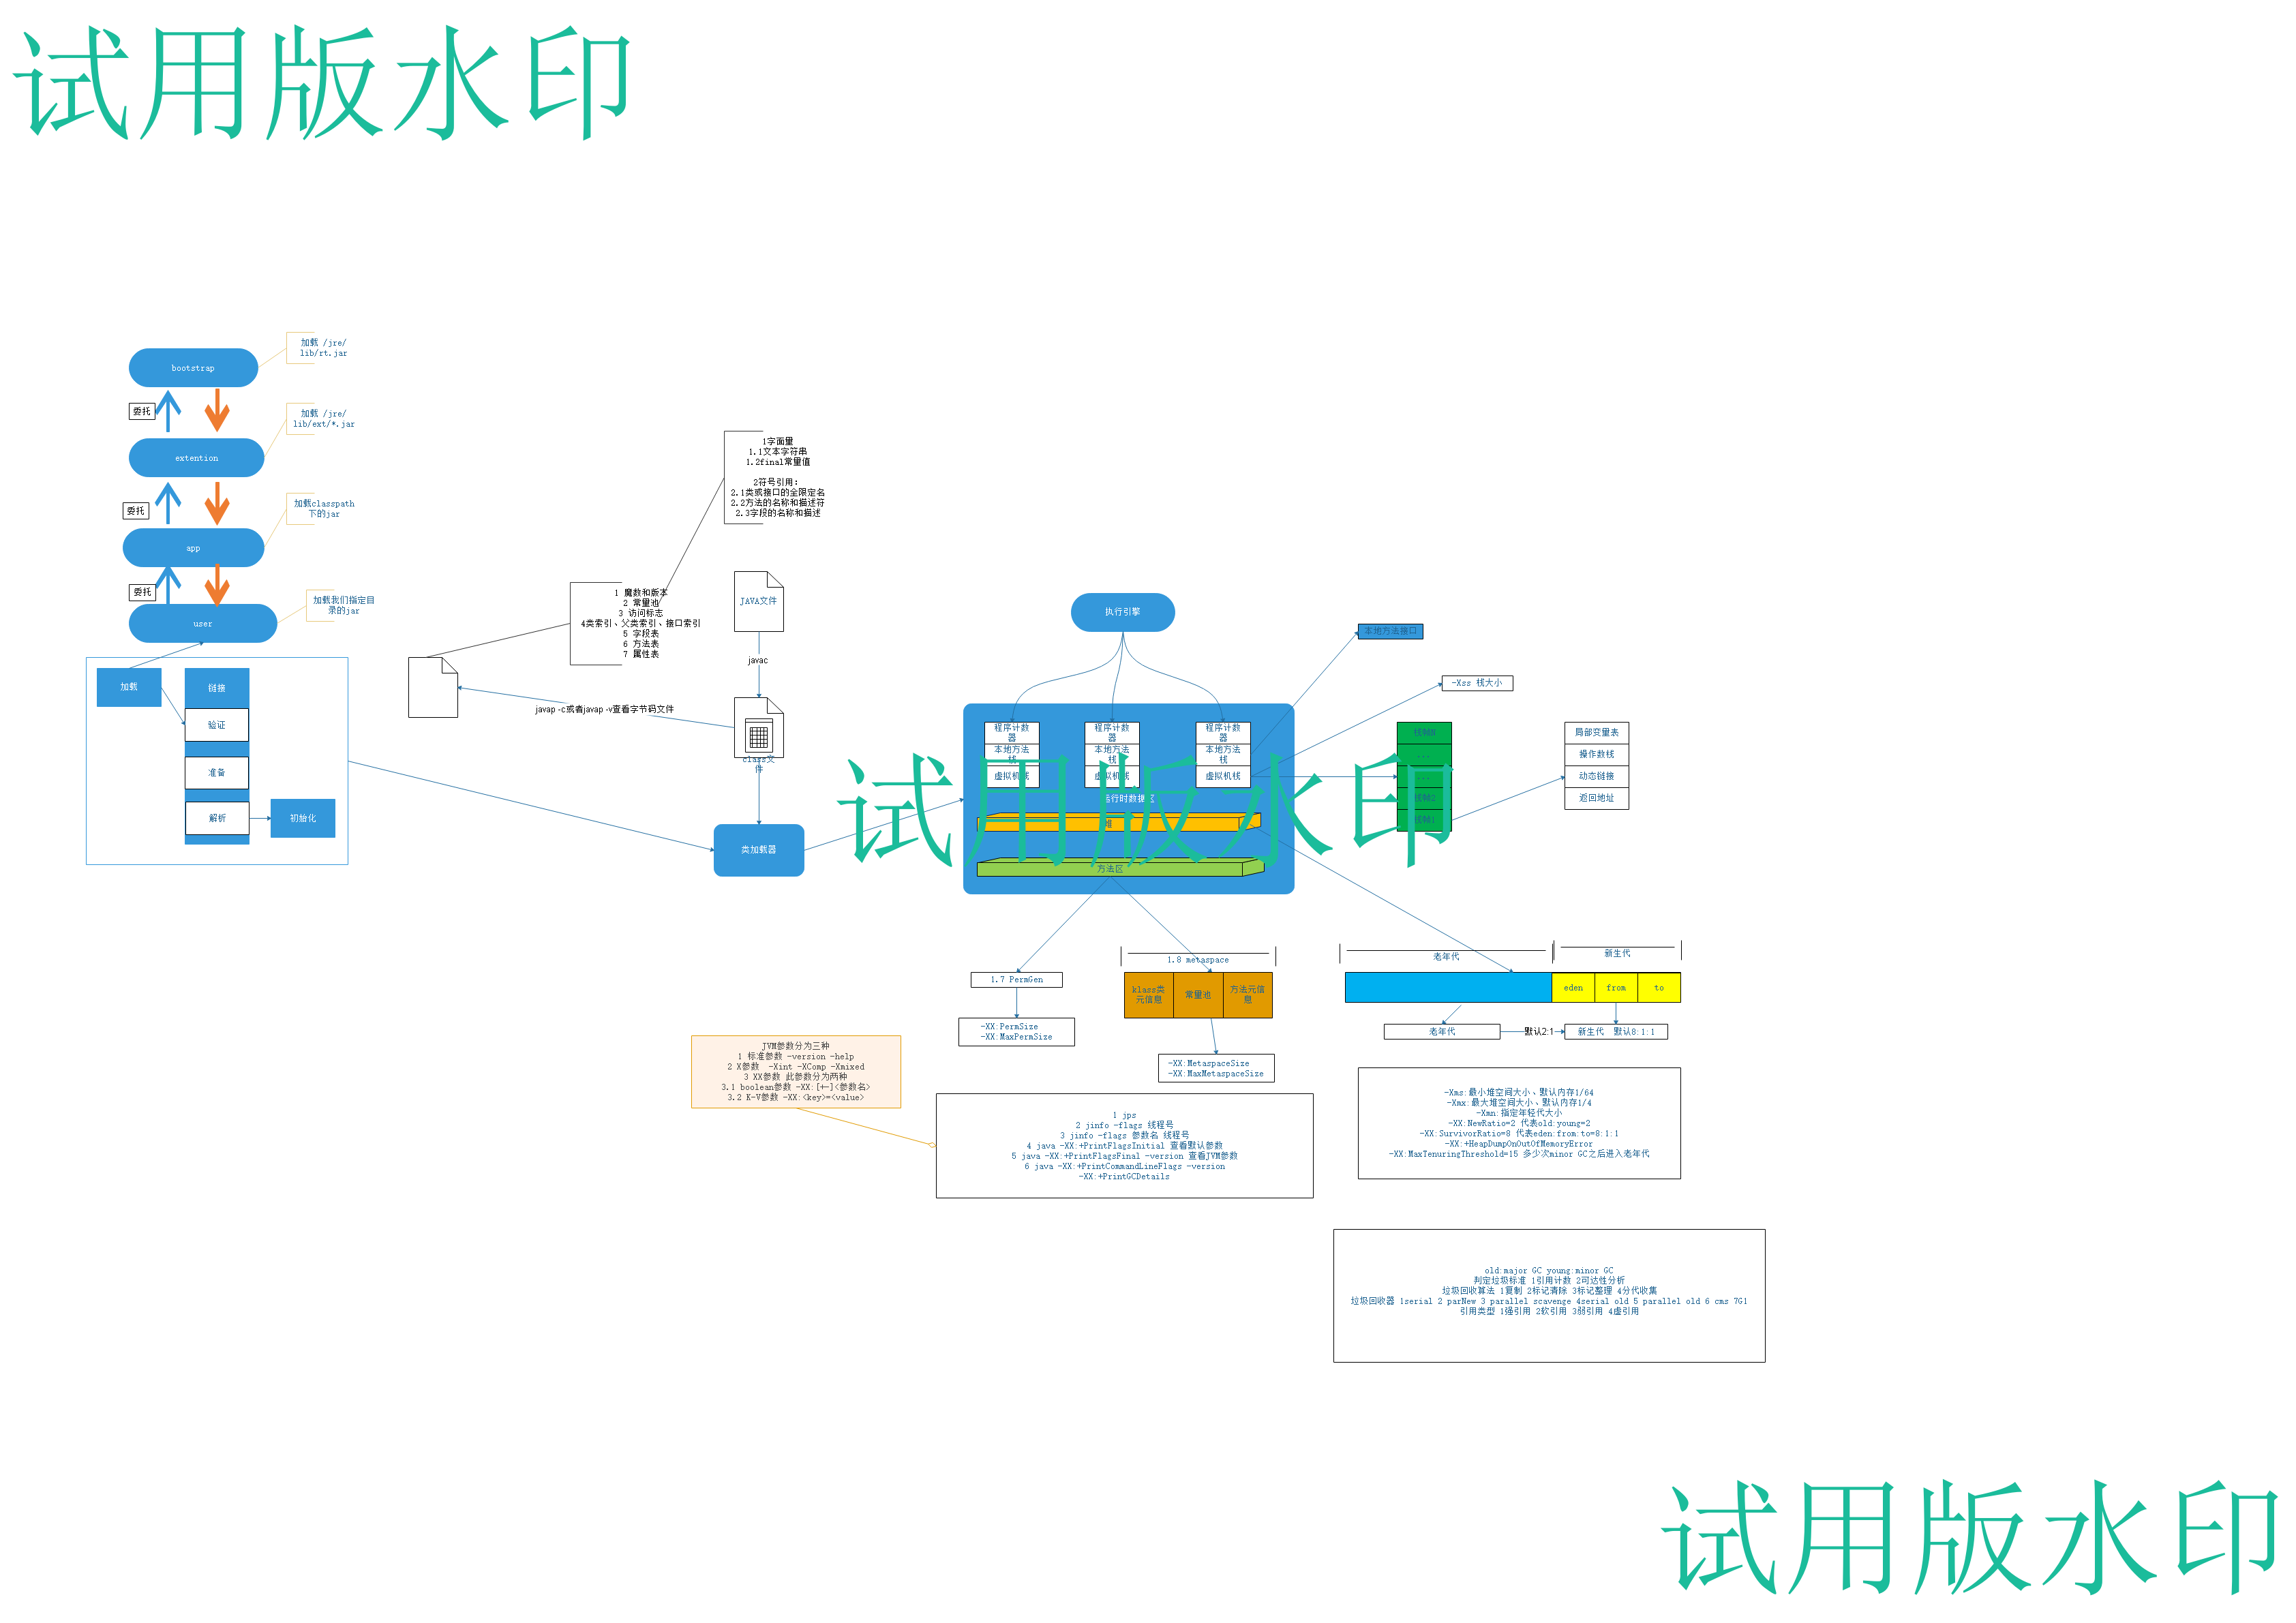 试用版水印
加载 /jre/
lib/rt.jar
bootstrap
委托
加载 /jre/
lib/ext/*.jar
extention
委托
加载classpath
下的jar
app
委托
加载我们指定目
录的jar
user
加载
链接
验证
准备
解析
初始化
1字面量
1.1文本字符串
1.2final常量值
2符号引用:
2.1类或接口的全限定名
2.2方法的名称和描述符
2.3字段的名称和描述
1 魔数和版本
2 常量池
3 访问标志
4类索引、父类索引、接口索引
5 字段表
6 方法表
7 属性表
JAVA文件
javac
javap -c或者javap -v查看字节码文件
class文
件
类加载器
执行引擎
本地方法接口
-Xss 栈大小
程序计数
器
本地方法
栈
虚拟机栈
程序计数
器
本地方法
栈
虚拟机栈
程序计数
器
本地方法
栈
虚拟机栈
运行时数据区
堆
方法区
试用版水印
栈帧N
...
...
栈帧2
栈帧1
局部变量表
操作数栈
动态链接
返回地址
1.7 PermGen
-XX:PermSize
-XX:MaxPermSize
1.8 metaspace
klass类
元信息
常量池
方法元信
息
-XX:MetaspaceSize
-XX:MaxMetaspaceSize
老年代
新生代
eden
from
to
老年代
默认2:1
新生代 默认8:1:1
JVM参数分为三种
1 标准参数 -version -help
2 X参数 -Xint -XComp -Xmixed
3 XX参数 此参数分为两种
3.1 boolean参数 -XX:[+-]<参数名>
3.2 K-V参数 -XX:<key>=<value>
1 jps
2 jinfo -flags 线程号
3 jinfo -flags 参数名 线程号
4 java -XX:+PrintFlagsInitial 查看默认参数
5 java -XX:+PrintFlagsFinal -version 查看JVM参数
6 java -XX:+PrintCommandLineFlags -version
-XX:+PrintGCDetails
-Xms:最小堆空间大小、默认内存1/64
-Xmx:最大堆空间大小、默认内存1/4
-Xmn:指定年轻代大小
-XX:NewRatio=2 代表old:young=2
-XX:SurvivorRatio=8 代表eden:from:to=8:1:1
-XX:+HeapDumpOnOutOfMemoryError
-XX:MaxTenuringThreshold=15 多少次minor GC之后进入老年代
old:major GC young:minor GC
判定垃圾标准 1引用计数 2可达性分析
垃圾回收算法 1复制 2标记清除 3标记整理 4分代收集
垃圾回收器 1serial 2 parNew 3 parallel scavenge 4serial old 5 parallel old 6 cms 7G1
引用类型 1强引用 2软引用 3弱引用 4虚引用
试用版水印